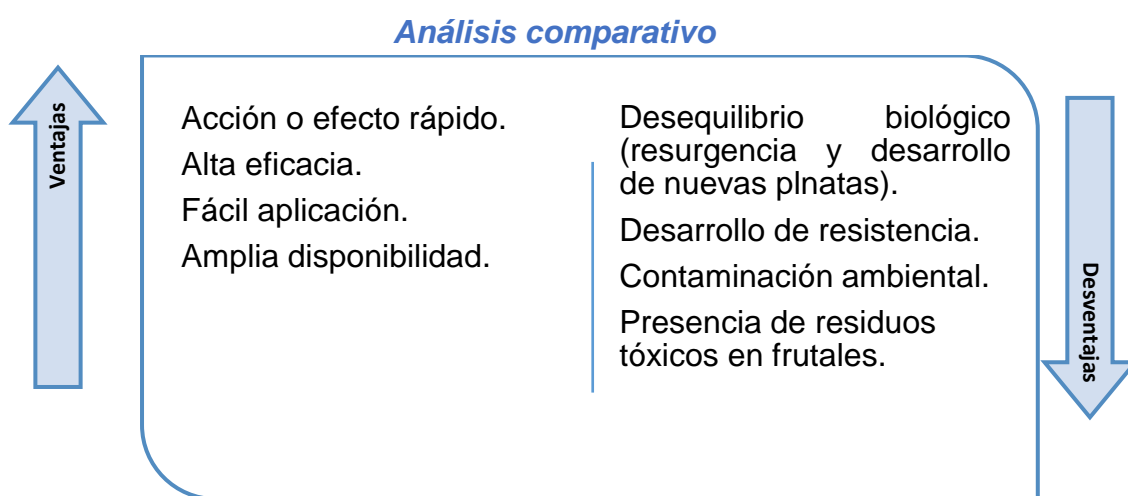 Análisis comparativo
Ventajas
Acción o efecto rápido.
Alta eficacia.
Fácil aplicación.
Amplia disponibilidad.
Desequilibrio biológico
(resurgencia y desarrollo
de nuevas plnatas).
Desarrollo de resistencia.
Contaminación ambiental.
Presencia de residuos
tóxicos en frutales.
Desventajas